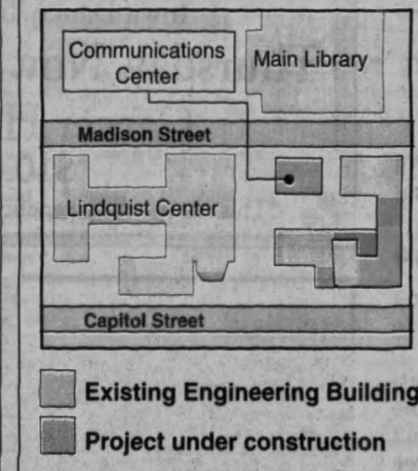 Communications
Center
Main Library
Madison Street
Lindquist Center
Capitol Street
Existing Engineering Building
Project under construction